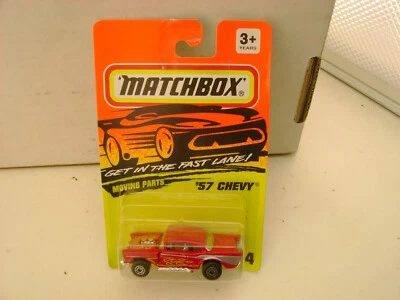 3+
YEARS
MATCHBOX®
GET IN THE FAST LANE!
MOVING PARTS
'57 CHEVY®
4